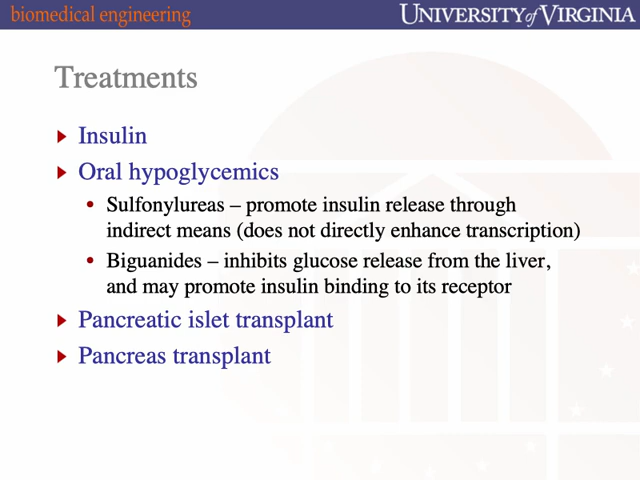 biomedical engineering
UNIVERSITY of VIRGINIA
Treatments
Insulin
Oral hypoglycemics
• Sulfonylureas – promote insulin release through
indirect means (does not directly enhance transcription)
• Biguanides – inhibits glucose release from the liver,
and may promote insulin binding to its receptor
Pancreatic islet transplant
Pancreas transplant